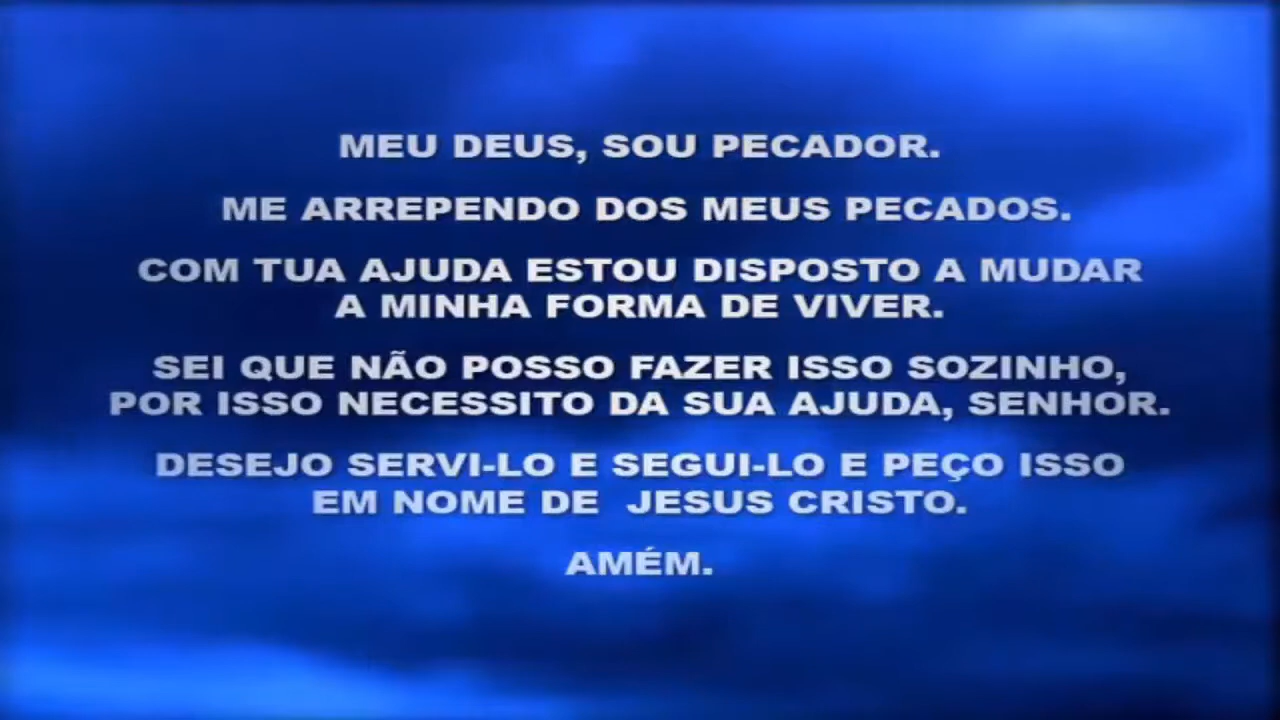 MEU DEUS, SOU PECADOR.
ME ARREPENDO DOS MEUS PECADOS.
COM TUA AJUDA ESTOU DISPOSTO A MUDAR
A MINHA FORMA DE VIVER.
SEI QUE NÃO POSSO FAZER ISSO SOZINHO,
POR ISSO NECESSITO DA SUA AJUDA, SENHOR.
DESEJO SERVI-LO E SEGUI-LO E PEÇO ISSO
EM NOME DE  JESUS CRISTO.
AMÉM.